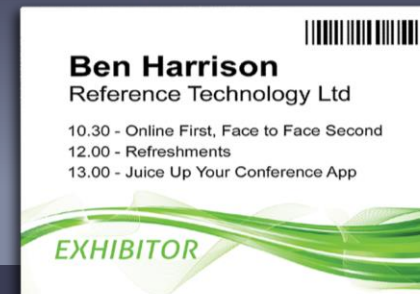 Ben Harrison
Reference Technology Ltd
10.30 - Online First, Face to Face Second
12.00 - Refreshments
13.00 - Juice Up Your Conference App
EXHIBITOR